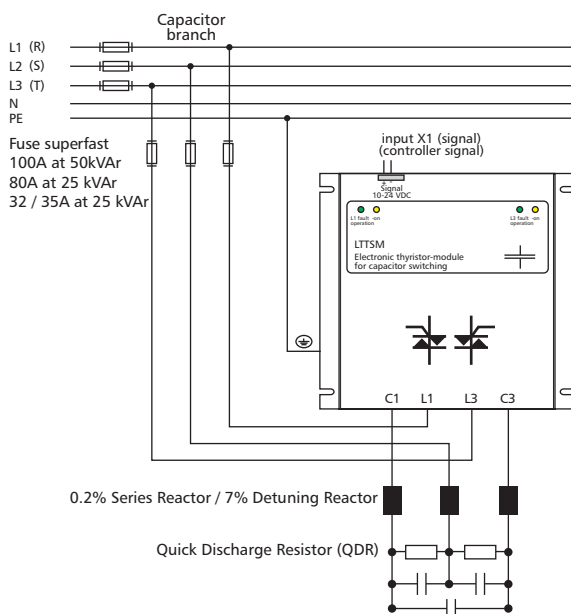 Capacitor
branch
L1 (R)
L2 (S)
L3 (T)
N
PE
Fuse superfast
100A at 50kVAr
80A at 25 kVAr
32 / 35A at 25 kVAr
input X1 (signal)
(controller signal)
+ -
Signal
10-24 VDC
L1 fault -on
operation
L3 fault -on
operation
LTTSM
Electronic thyristor-module
for capacitor switching
C1 L1 L3 C3
0.2% Series Reactor / 7% Detuning Reactor
Quick Discharge Resistor (QDR)